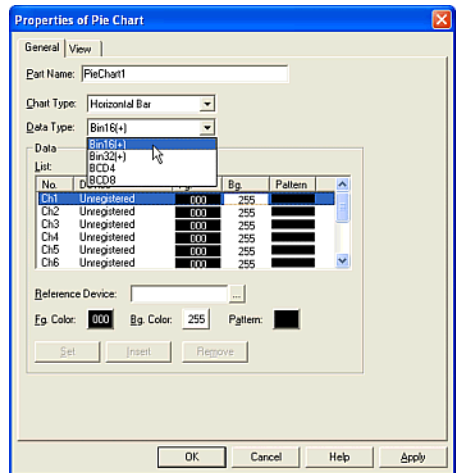 Properties of Pie Chart
General View
Part Name: PieChart1
Chart Type: Horizontal Bar
Data Type: Bin16(+)
Bin16(+)
Bin32(+)
BCD4
BCD8
Data
List:
No. Bg. Pattern
Ch1 Unregistered 000 255
Ch2 Unregistered 000 255
Ch3 Unregistered 000 255
Ch4 Unregistered 000 255
Ch5 Unregistered 000 255
Ch6 Unregistered 000 255
Reference Device: ...
Fg. Color: 000 Bg. Color: 255 Pattern:
Set Insert Remove
OK Cancel Help Apply